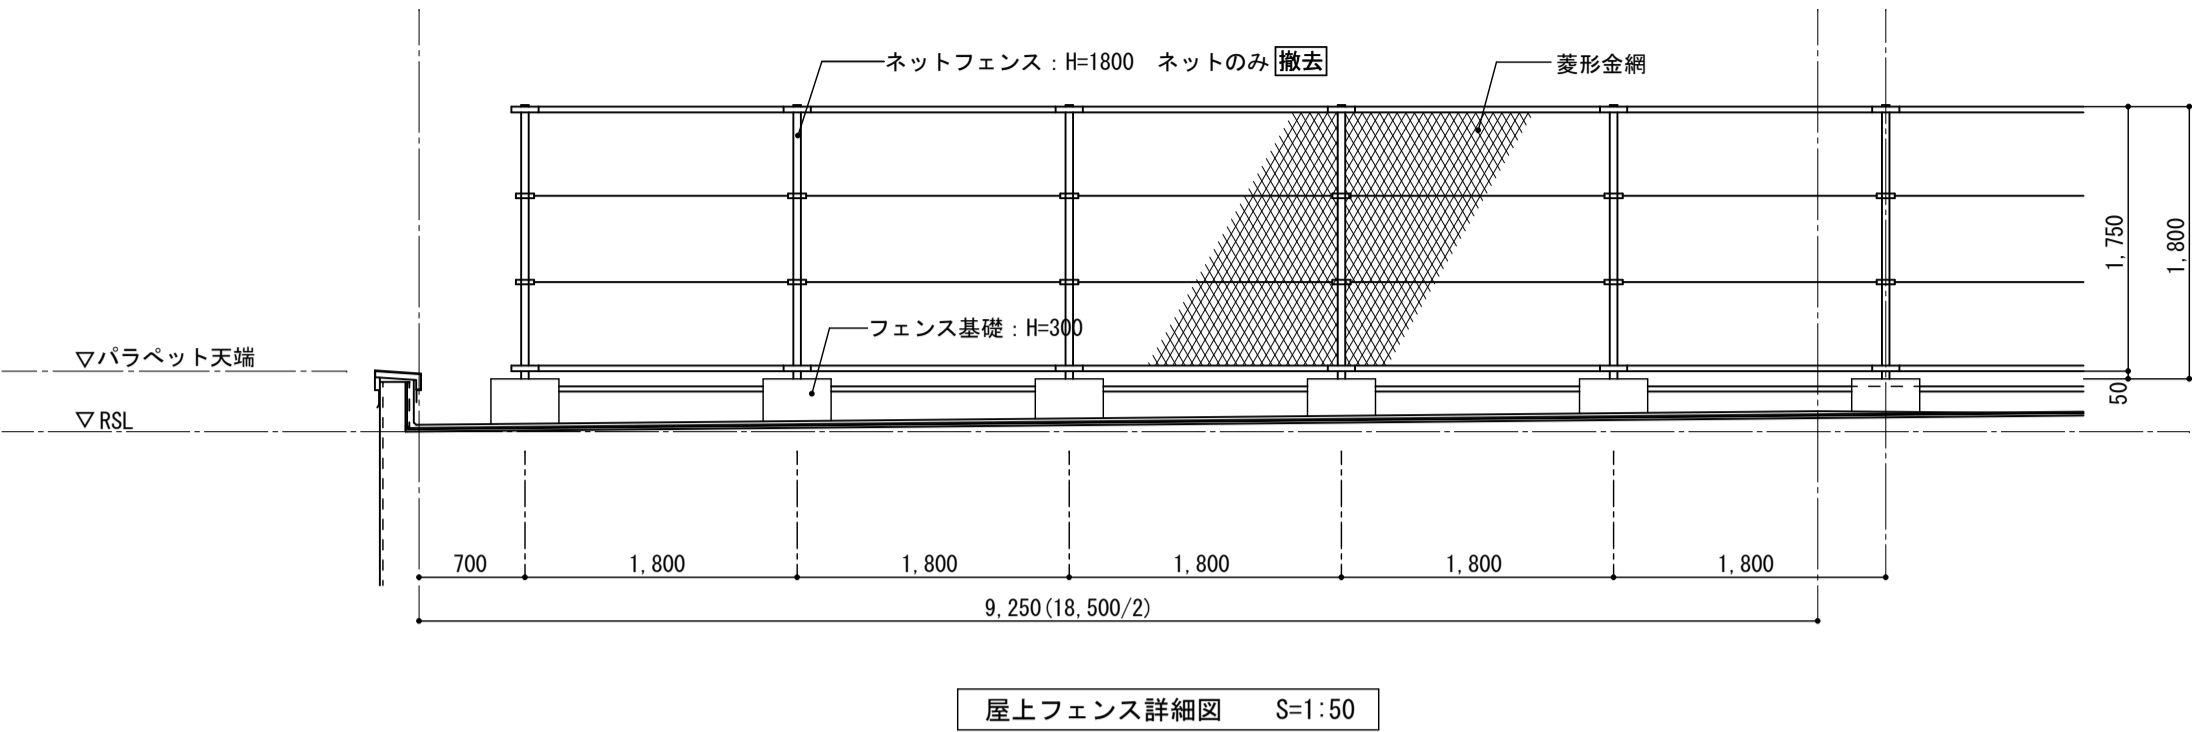 ネットフェンス：H=1800　ネットのみ 撤去
菱形金網
フェンス基礎：H=300
▽パラペット天端
▽RSL
1,750
1,800
50
700
1,800
1,800
1,800
1,800
1,800
9,250(18,500/2)
屋上フェンス詳細図　S=1:50